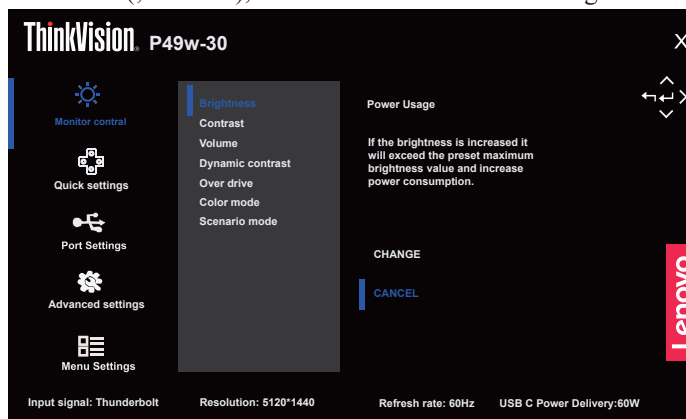 ThinkVision. P49w-30
X
Monitor contral
Quick settings
Port Settings
Advanced settings
Menu Settings
Brightness
Contrast
Volume
Dynamic contrast
Over drive
Color mode
Scenario mode
Power Usage
If the brightness is increased it
will exceed the preset maximum
brightness value and increase
power consumption.
CHANGE
CANCEL
Lenovo
Input signal: Thunderbolt
Resolution: 5120*1440
Refresh rate: 60Hz
USB C Power Delivery:60W